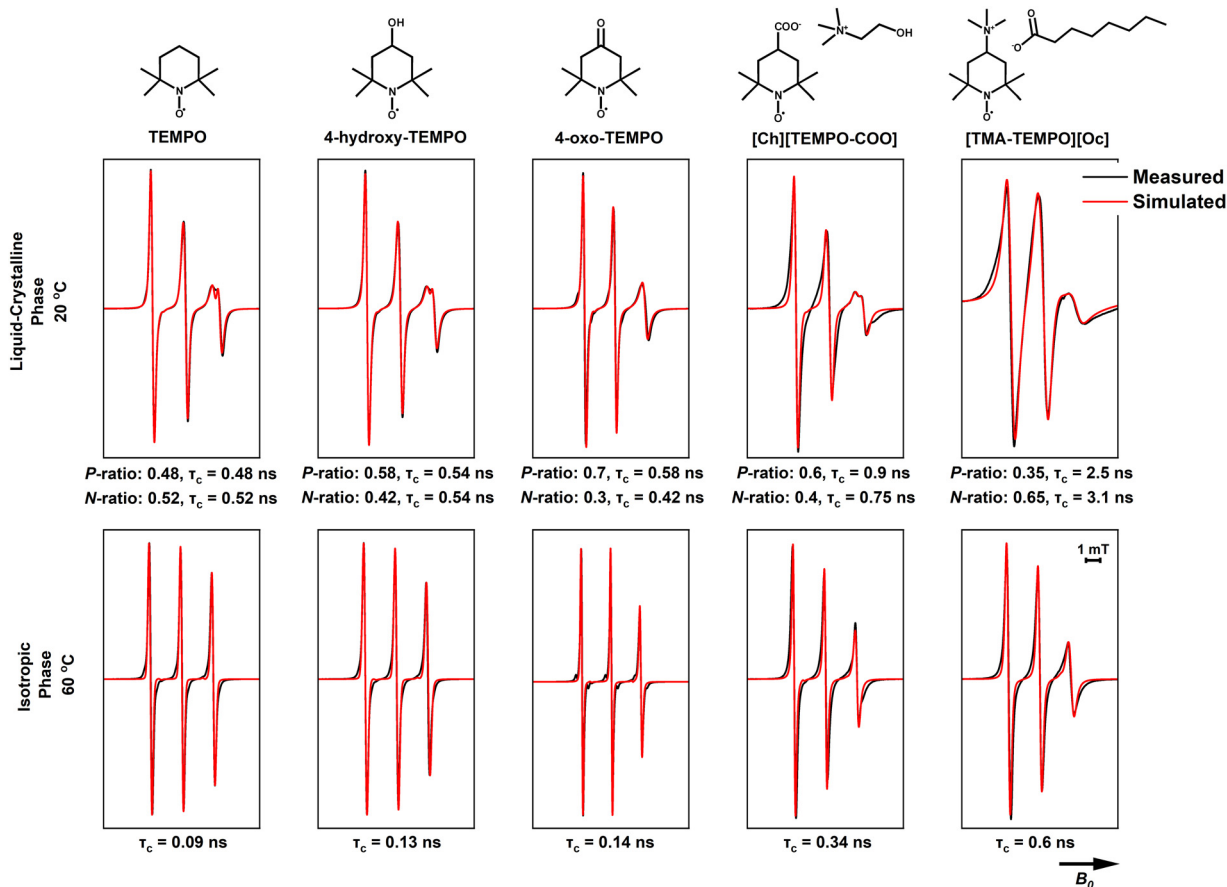 OH
N
O•
TEMPO
N
O•
4-hydroxy-TEMPO
O
N
O•
4-oxo-TEMPO
COO⁻
N⁺
OH
N
O•
[Ch][TEMPO-COO]
N⁺
O
⁻O
N
O•
[TMA-TEMPO][Oc]
Measured
Simulated
Liquid-Crystalline
Phase
20 °C
P-ratio: 0.48, τc = 0.48 ns
N-ratio: 0.52, τc = 0.52 ns
P-ratio: 0.58, τc = 0.54 ns
N-ratio: 0.42, τc = 0.54 ns
P-ratio: 0.7, τc = 0.58 ns
N-ratio: 0.3, τc = 0.42 ns
P-ratio: 0.6, τc = 0.9 ns
N-ratio: 0.4, τc = 0.75 ns
P-ratio: 0.35, τc = 2.5 ns
N-ratio: 0.65, τc = 3.1 ns
Isotropic
Phase
60 °C
1 mT
τc = 0.09 ns
τc = 0.13 ns
τc = 0.14 ns
τc = 0.34 ns
τc = 0.6 ns
B0